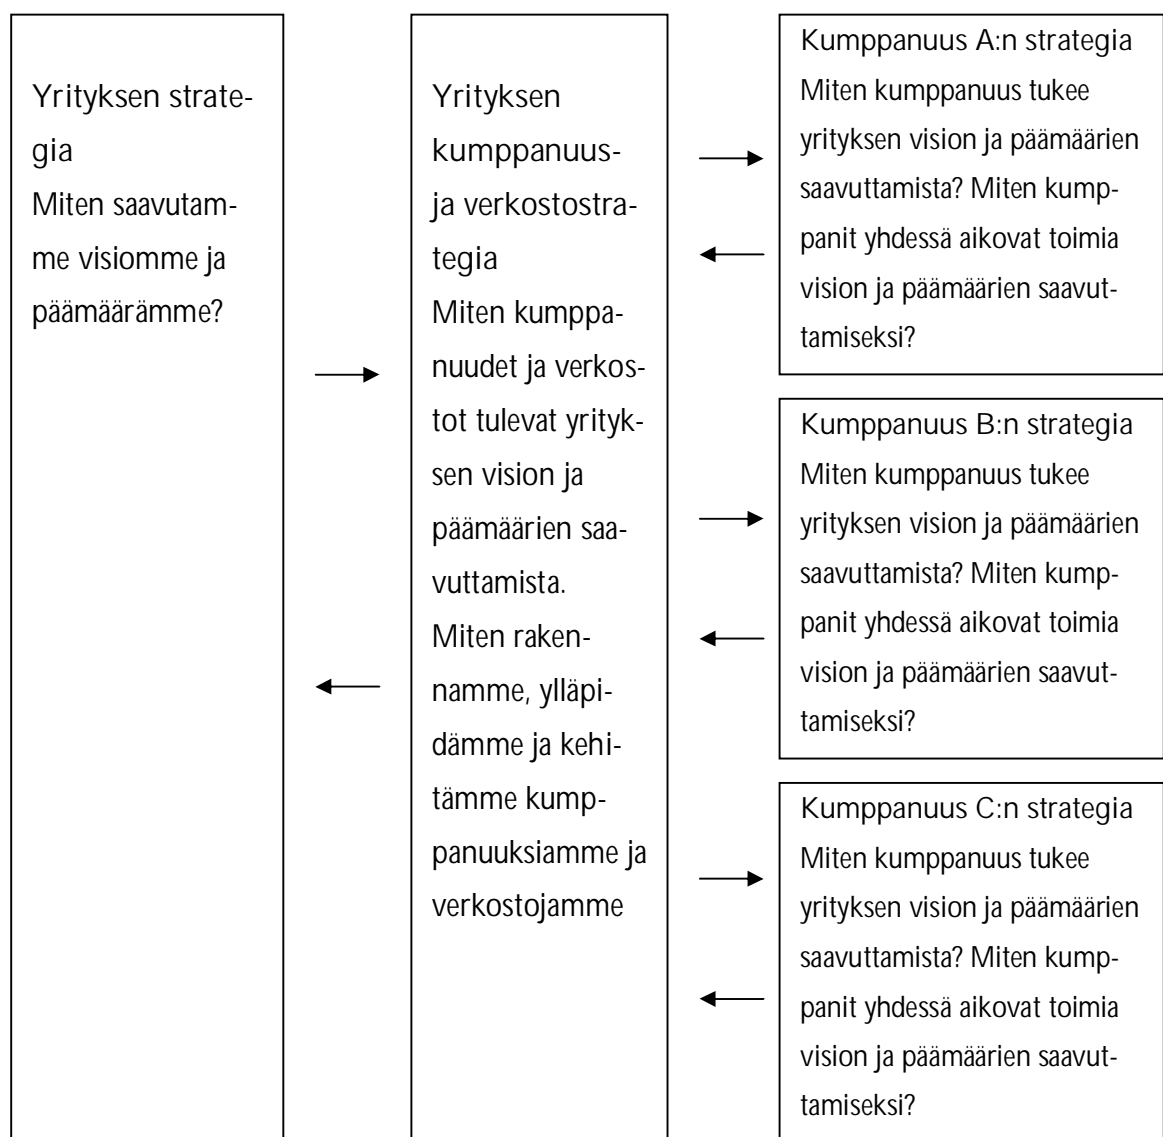 Yrityksen strate-
gia
Miten saavutam-
me visiomme ja
päämäärämme?
Yrityksen
kumppanuus-
ja verkostostra-
tegia
Miten kumppa-
nuudet ja verkos-
tot tulevat yrityk-
sen vision ja
päämäärien saa-
vuttamista.
Miten raken-
namme, ylläpi-
dämme ja kehi-
tämme kump-
panuuksiamme ja
verkostojamme
Kumppanuus A:n strategia
Miten kumppanuus tukee
yrityksen vision ja päämäärien
saavuttamista? Miten kump-
panit yhdessä aikovat toimia
vision ja päämäärien saavut-
tamiseksi?
Kumppanuus B:n strategia
Miten kumppanuus tukee
yrityksen vision ja päämäärien
saavuttamista? Miten kump-
panit yhdessä aikovat toimia
vision ja päämäärien saavut-
tamiseksi?
Kumppanuus C:n strategia
Miten kumppanuus tukee
yrityksen vision ja päämäärien
saavuttamista? Miten kump-
panit yhdessä aikovat toimia
vision ja päämäärien saavut-
tamiseksi?